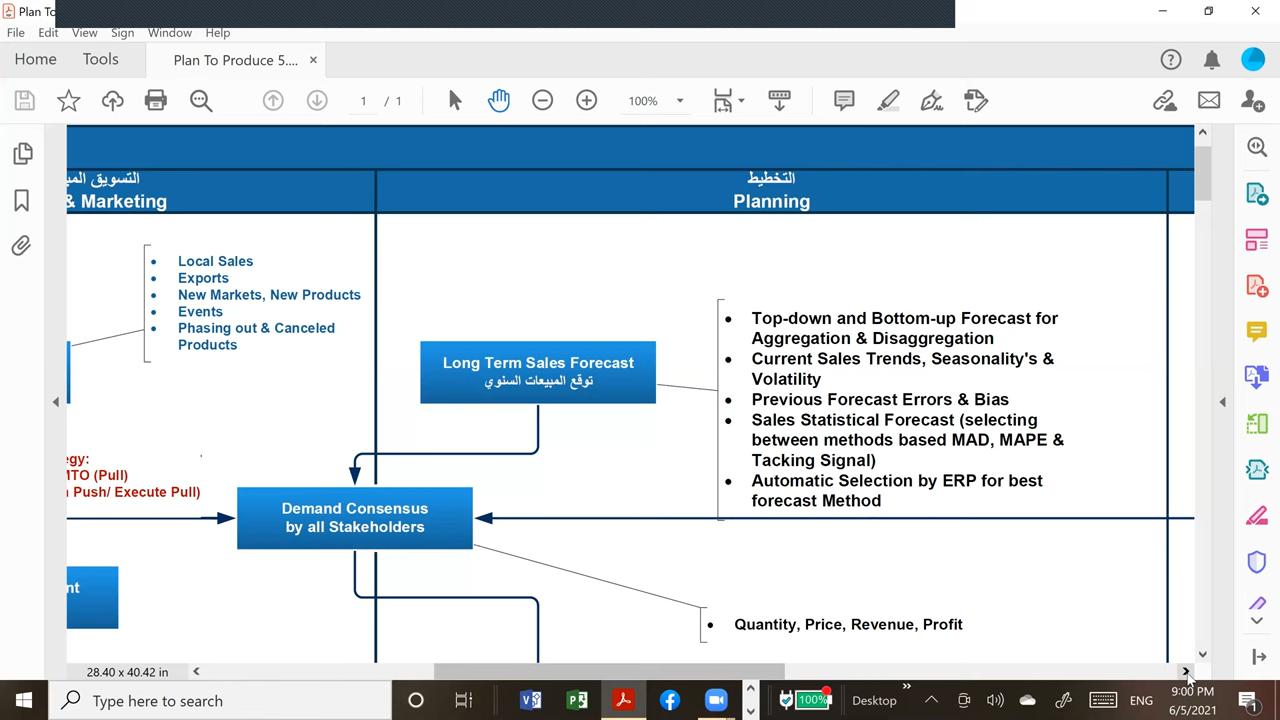 Plan To
File Edit View Sign Window Help
Home Tools Plan To Produce 5.... ×
1 / 1 100%
التسويق الم
& Marketing
التخطيط
Planning
• Local Sales
• Exports
• New Markets, New Products
• Events
• Phasing out & Canceled
Products
Long Term Sales Forecast
توقع المبيعات السنوي
• Top-down and Bottom-up Forecast for
Aggregation & Disaggregation
• Current Sales Trends, Seasonality's &
Volatility
• Previous Forecast Errors & Bias
• Sales Statistical Forecast (selecting
between methods based MAD, MAPE &
Tacking Signal)
• Automatic Selection by ERP for best
forecast Method
egy:
MTO (Pull)
n Push/ Execute Pull)
Demand Consensus
by all Stakeholders
nt
• Quantity, Price, Revenue, Profit
28.40 x 40.42 in
Type here to search
100%
Desktop
ENG
9:00 PM
6/5/2021
1